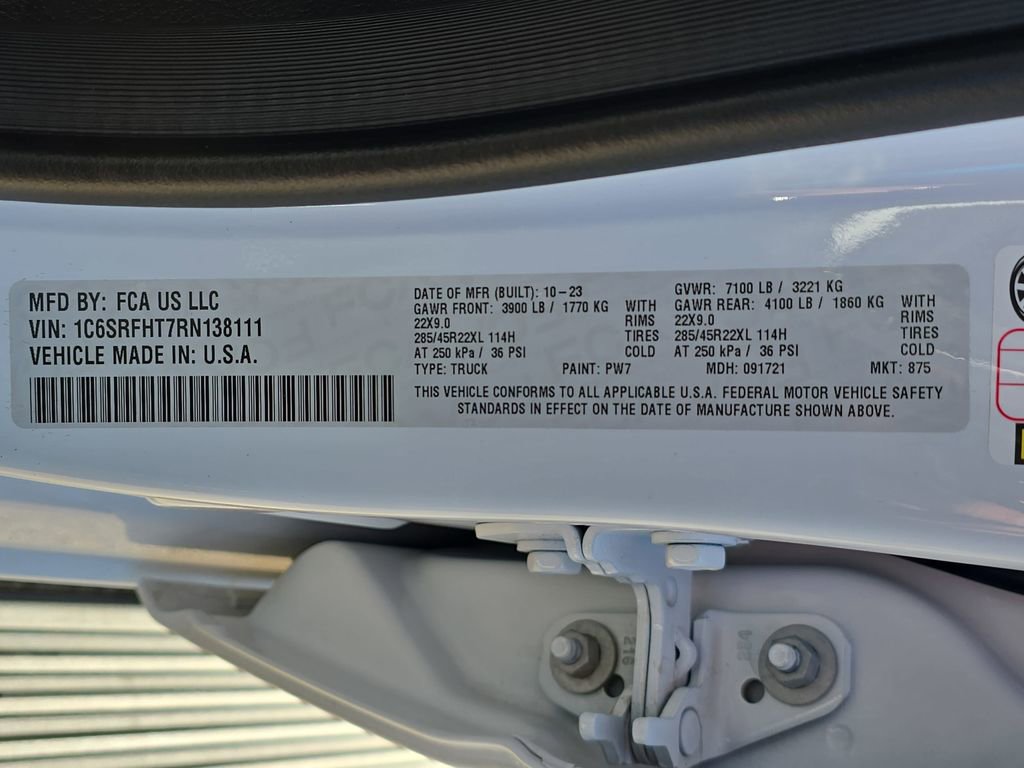 MFD BY: FCA US LLC
VIN: 1C6SRFHT7RN138111
VEHICLE MADE IN: U.S.A.
DATE OF MFR (BUILT): 10-23
GAWR FRONT: 3900 LB / 1770 KG WITH
22X9.0 RIMS
285/45R22XL 114H TIRES
AT 250 kPa / 36 PSI COLD
GVWR: 7100 LB / 3221 KG
GAWR REAR: 4100 LB / 1860 KG WITH
22X9.0 RIMS
285/45R22XL 114H TIRES
AT 250 kPa / 36 PSI COLD
TYPE: TRUCK PAINT: PW7 MDH: 091721 MKT: 875
THIS VEHICLE CONFORMS TO ALL APPLICABLE U.S.A. FEDERAL MOTOR VEHICLE SAFETY
STANDARDS IN EFFECT ON THE DATE OF MANUFACTURE SHOWN ABOVE.
216